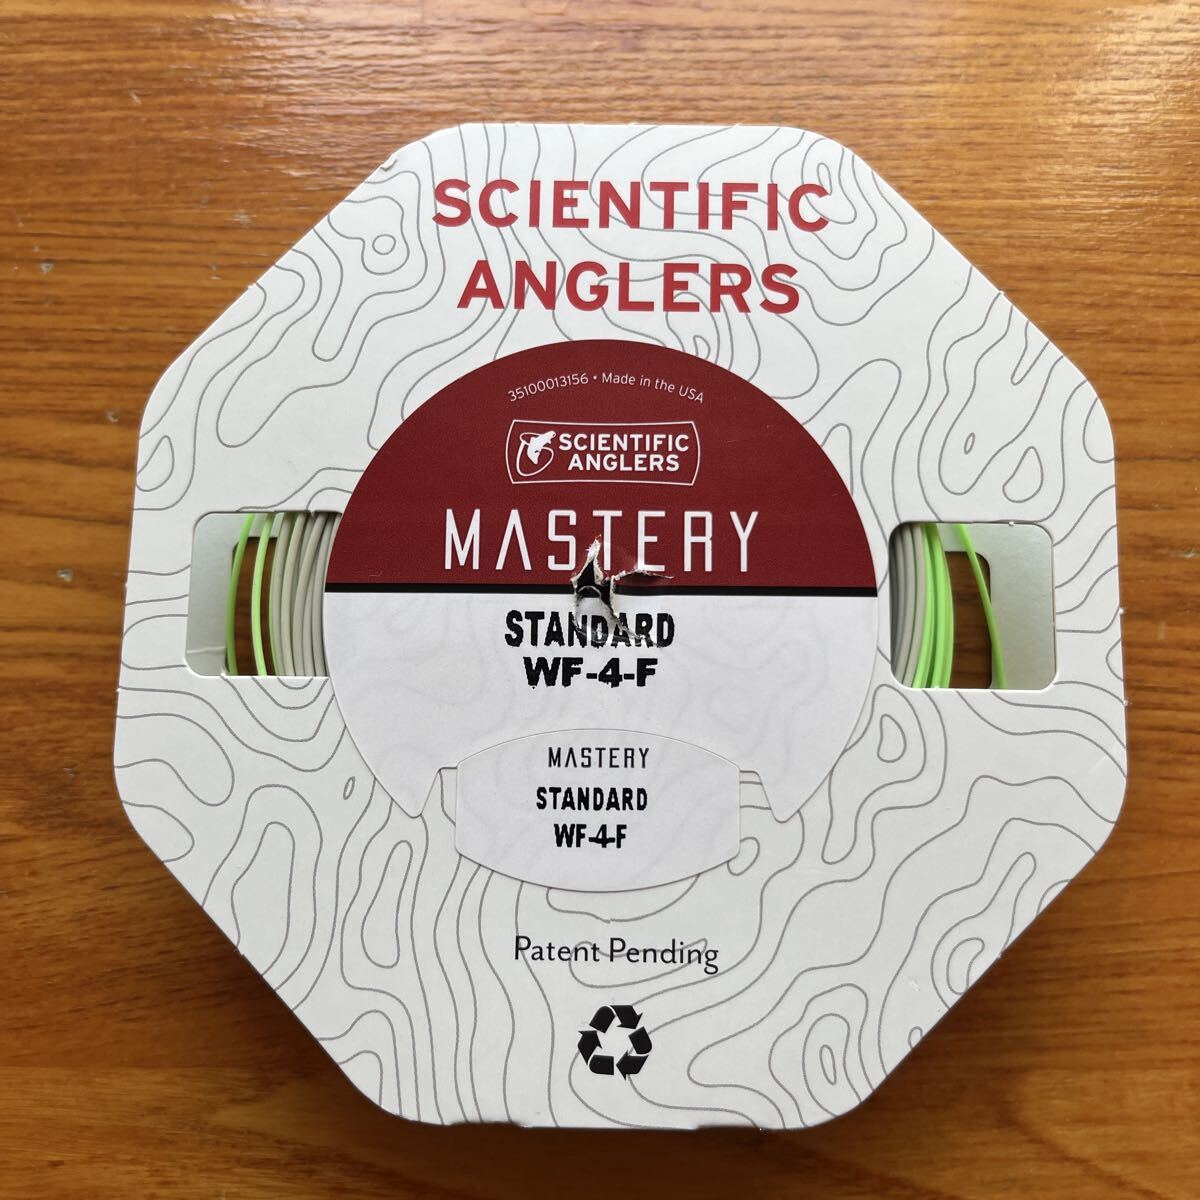 SCIENTIFIC
ANGLERS
35100013156 • Made in the USA
SCIENTIFIC
ANGLERS
MASTERY
STANDARD
WF-4-F
MASTERY
STANDARD
WF-4-F
Patent Pending